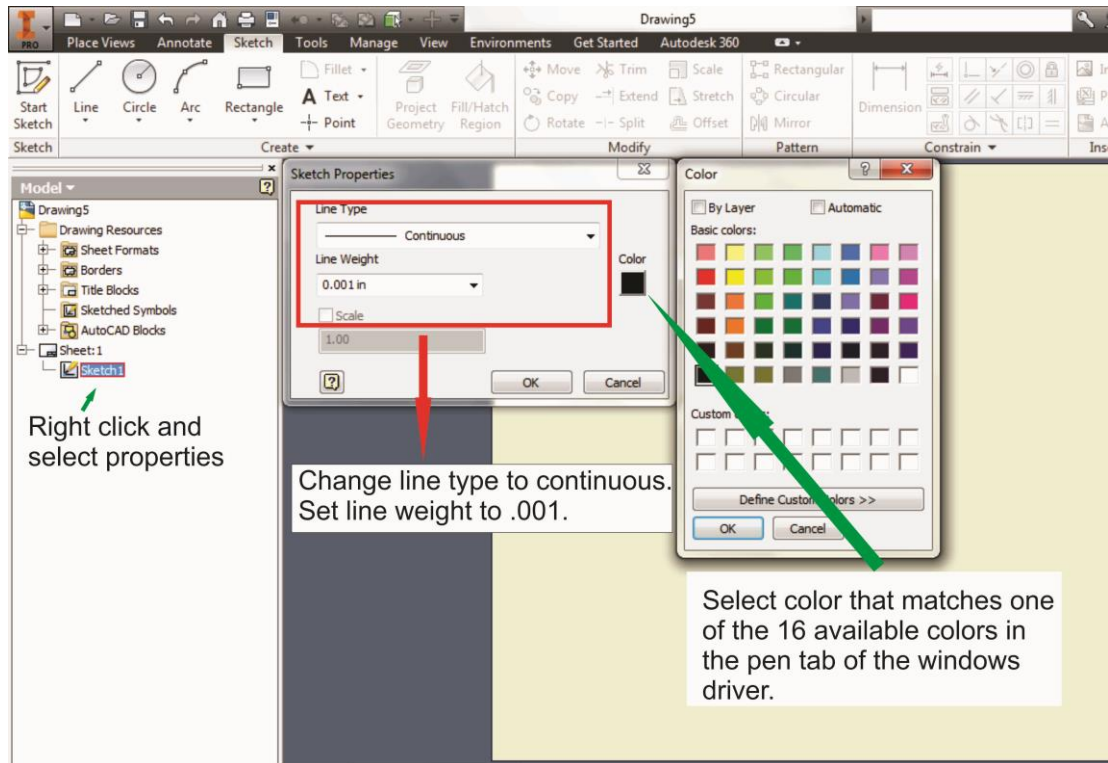 Drawing5
PRO
Place Views Annotate Sketch Tools Manage View Environments Get Started Autodesk 360
Start
Sketch
Line
Circle
Arc
Rectangle
Fillet
Text
Point
Project
Geometry
Fill/Hatch
Region
Move Trim Scale
Copy Extend Stretch
Rotate Split Offset
Rectangular
Circular
Mirror
Dimension
Sketch
Create
Modify
Pattern
Constrain
Model
Drawing5
Drawing Resources
Sheet Formats
Borders
Title Blocks
Sketched Symbols
AutoCAD Blocks
Sheet:1
Sketch1
Right click and
select properties
Sketch Properties
Line Type
Continuous
Line Weight
0.001 in
Scale
1.00
Color
OK Cancel
Change line type to continuous.
Set line weight to .001.
Color
By Layer Automatic
Basic colors:
Custom
Define Custom Colors >>
OK Cancel
Select color that matches one
of the 16 available colors in
the pen tab of the windows
driver.